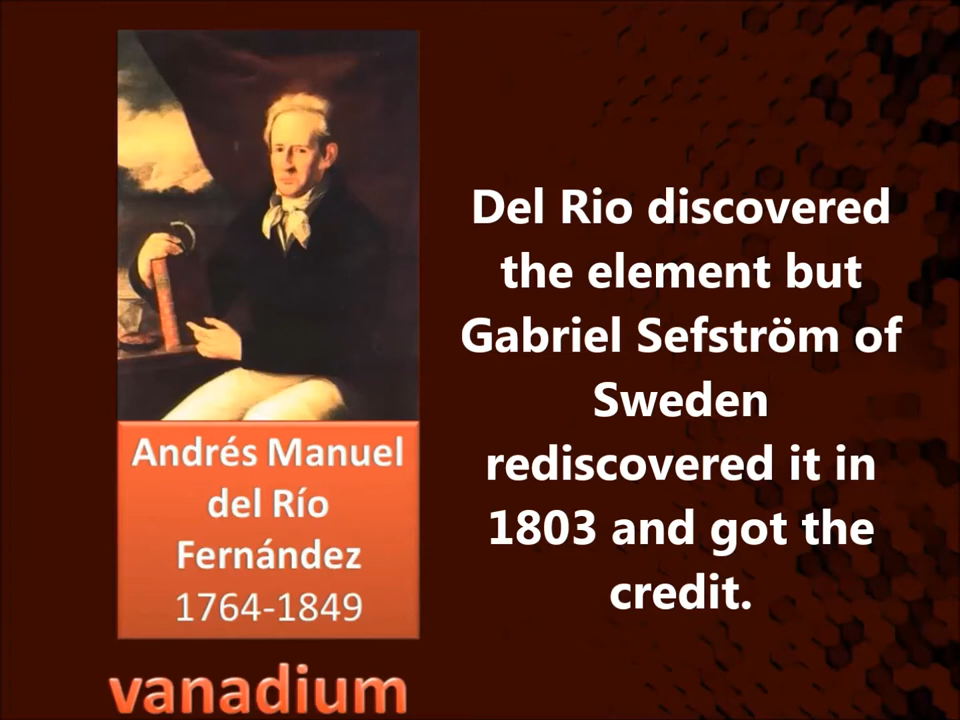 Andrés Manuel
del Río
Fernández
1764-1849
vanadium
Del Rio discovered
the element but
Gabriel Sefström of
Sweden
rediscovered it in
1803 and got the
credit.